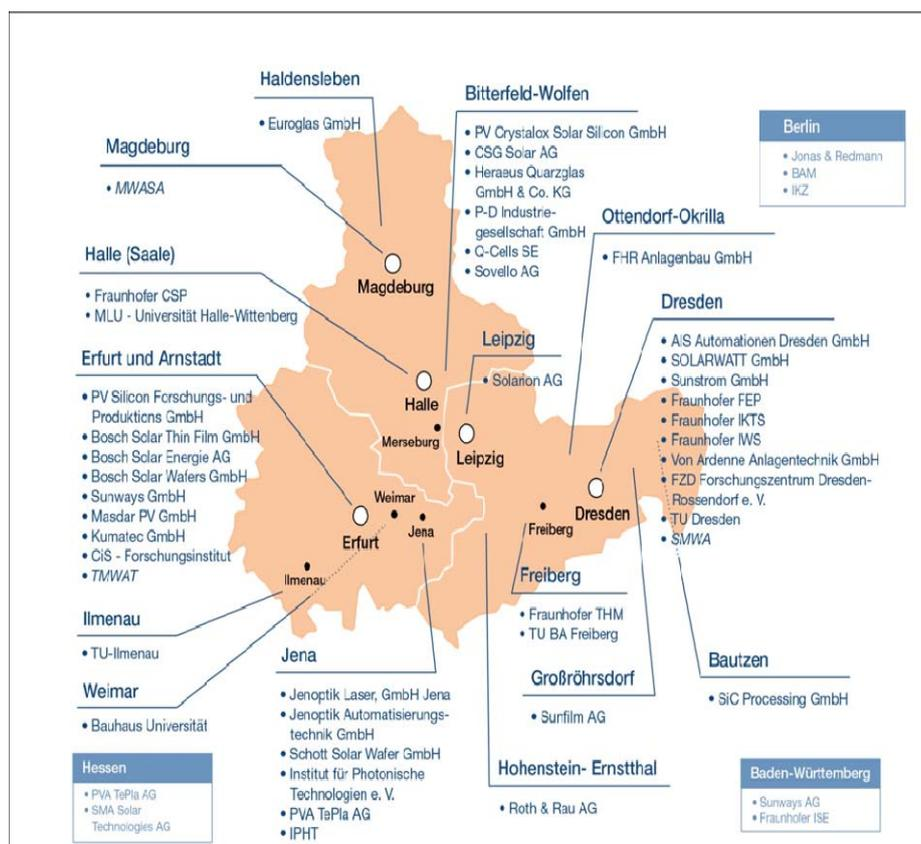 Haldensleben
• Euroglas GmbH
Magdeburg
• MWASA
Halle (Saale)
• Fraunhofer CSP
• MLU - Universität Halle-Wittenberg
Erfurt und Arnstadt
• PV Silicon Forschungs- und
Produktions GmbH
• Bosch Solar Thin Film GmbH
• Bosch Solar Energie AG
• Bosch Solar Wafers GmbH
• Sunways GmbH
• Masdar PV GmbH
• Kumatec GmbH
• CiS - Forschungsinstitut
• TMWAT
Ilmenau
• TU-Ilmenau
Weimar
• Bauhaus Universität
Hessen
• PVA TePla AG
• SMA Solar
Technologies AG
Bitterfeld-Wolfen
• PV Crystalox Solar Silicon GmbH
• CSG Solar AG
• Heraeus Quarzglas
GmbH & Co. KG
• P-D Industrie-
gesellschaft GmbH
• Q-Cells SE
• Sovello AG
Leipzig
• Solarion AG
Magdeburg
Halle
Merseburg
Leipzig
Weimar
Erfurt
Jena
Ilmenau
Freiberg
Dresden
Jena
• Jenoptik Laser, GmbH Jena
• Jenoptik Automatisierungs-
technik GmbH
• Schott Solar Wafer GmbH
• Institut für Photonische
Technologien e. V.
• PVA TePla AG
• IPHT
Freiberg
• Fraunhofer THM
• TU BA Freiberg
Großröhrsdorf
• Sunfilm AG
Hohenstein- Ernstthal
• Roth & Rau AG
Berlin
• Jonas & Redmann
• BAM
• IKZ
Ottendorf-Okrilla
• FHR Anlagenbau GmbH
Dresden
• AIS Automationen Dresden GmbH
• SOLARWATT GmbH
• Sunstrom GmbH
• Fraunhofer FEP
• Fraunhofer IKTS
• Fraunhofer IWS
• Von Ardenne Anlagentechnik GmbH
• FZD Forschungszentrum Dresden-
Rossendorf e. V.
• TU Dresden
• SMWA
Bautzen
• SiC Processing GmbH
Baden-Württemberg
• Sunways AG
• Fraunhofer ISE